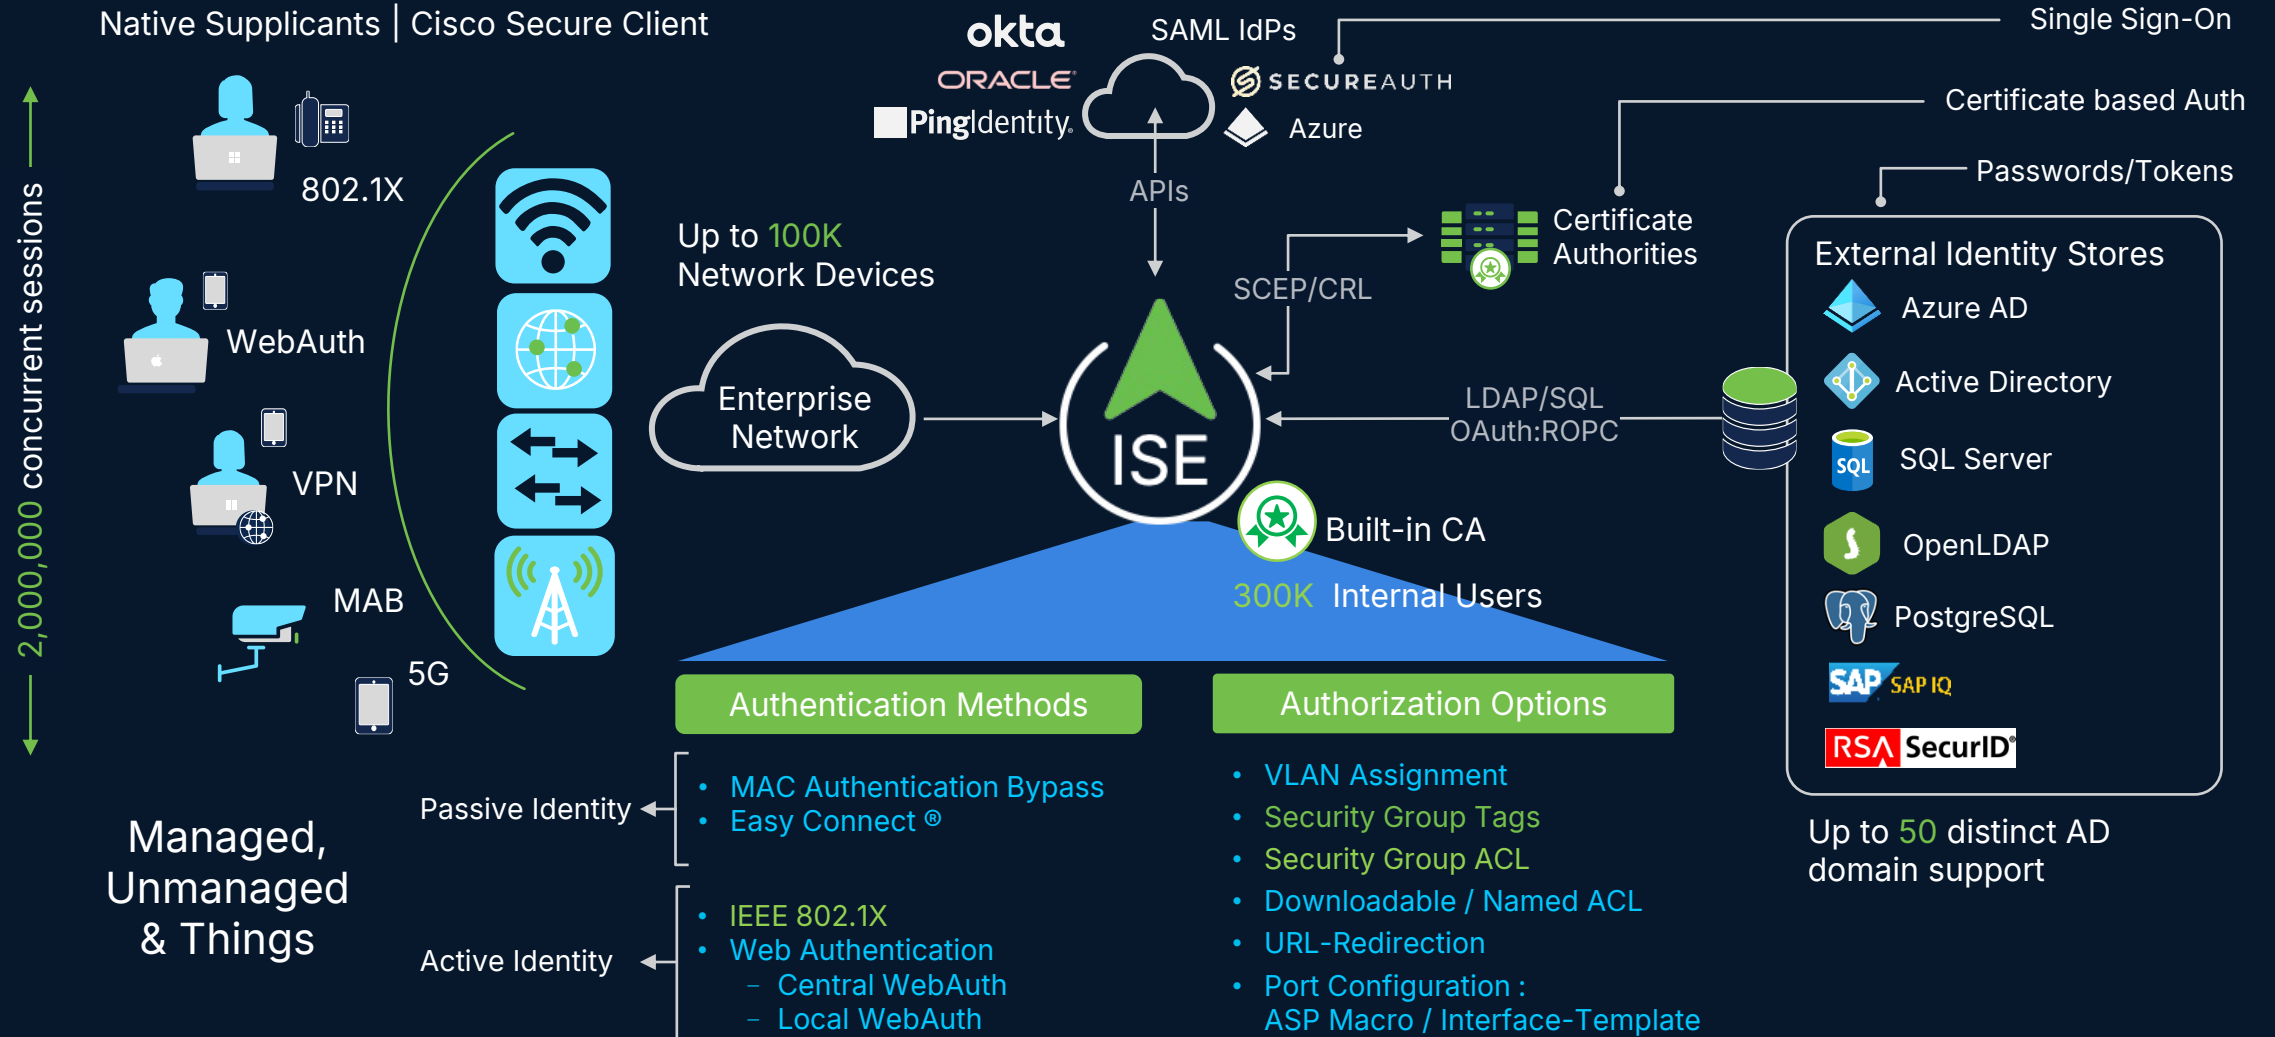 Native Supplicants | Cisco Secure Client
2,000,000 concurrent sessions
802.1X
WebAuth
VPN
MAB
5G
Managed,
Unmanaged
& Things
Up to 100K
Network Devices
Enterprise
Network
okta
ORACLE
PingIdentity
SAML IdPs
SECUREAUTH
Azure
APIs
SCEP/CRL
ISE
LDAP/SQL
OAuth:ROPC
Built-in CA
300K Internal Users
Single Sign-On
Certificate based Auth
Passwords/Tokens
Certificate
Authorities
External Identity Stores
Azure AD
Active Directory
SQL
SQL Server
OpenLDAP
PostgreSQL
SAP SAP IQ
RSA SecurID®
Up to 50 distinct AD
domain support
Authentication Methods
Passive Identity
• MAC Authentication Bypass
• Easy Connect ®
Active Identity
• IEEE 802.1X
• Web Authentication
– Central WebAuth
– Local WebAuth
Authorization Options
• VLAN Assignment
• Security Group Tags
• Security Group ACL
• Downloadable / Named ACL
• URL-Redirection
• Port Configuration :
ASP Macro / Interface-Template